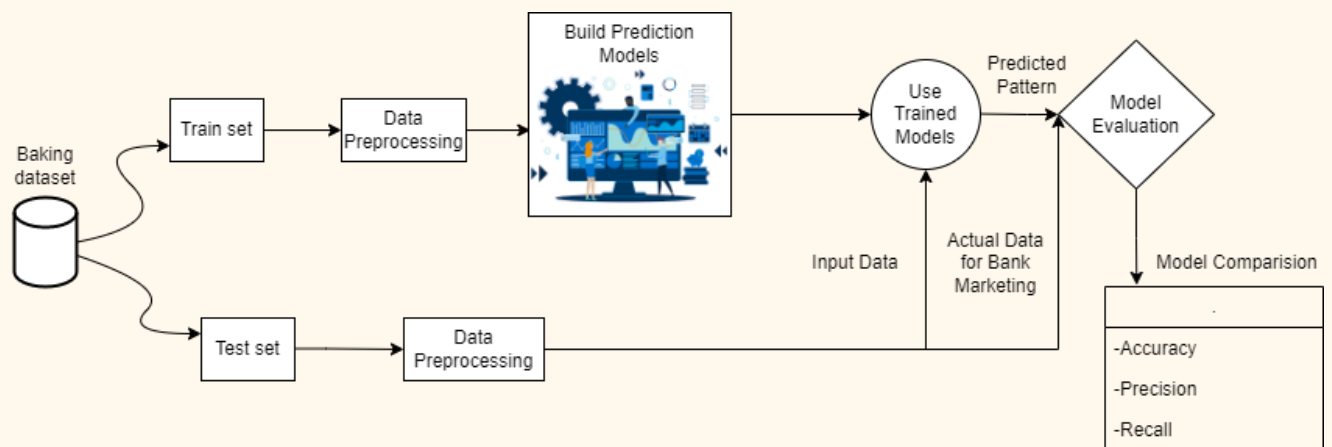 Baking
dataset
Train set
Data
Preprocessing
Build Prediction
Models
Use
Trained
Models
Predicted
Pattern
Model
Evaluation
Test set
Data
Preprocessing
Input Data
Actual Data
for Bank
Marketing
Model Comparision
.
-Accuracy
-Precision
-Recall